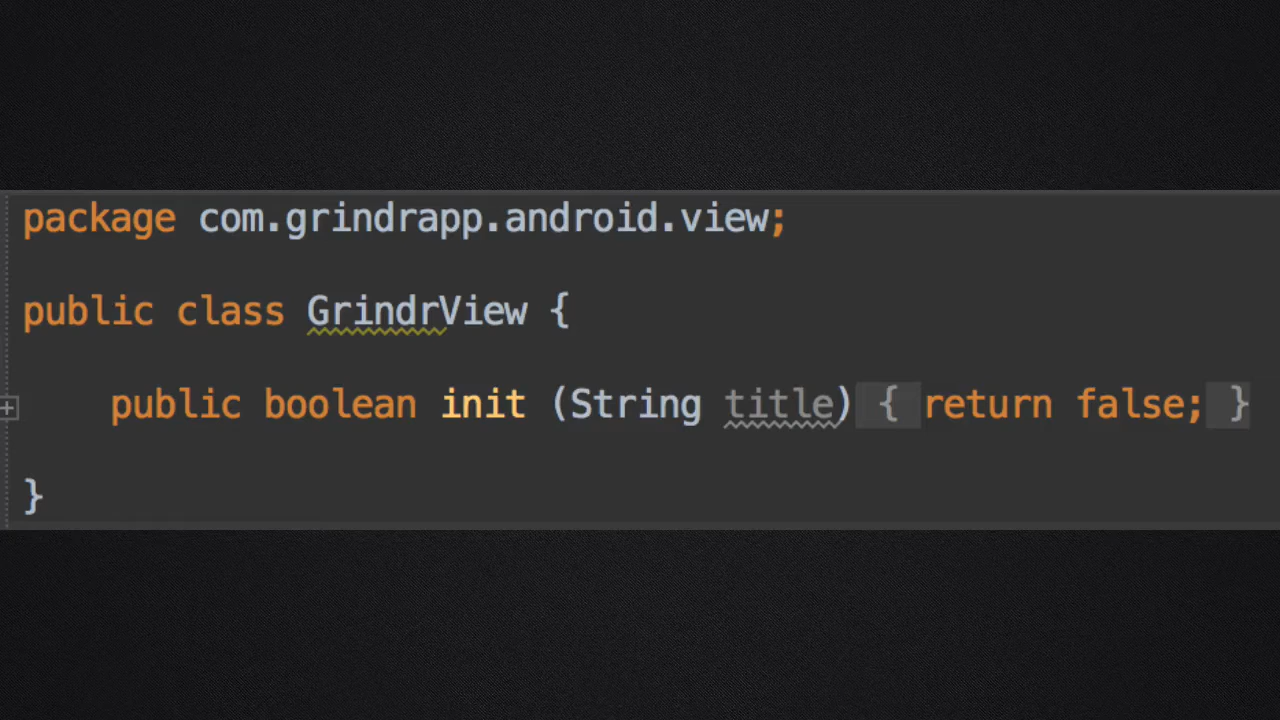 package com.grindrapp.android.view;
public class GrindrView {
public boolean init (String title) { return false; }
}